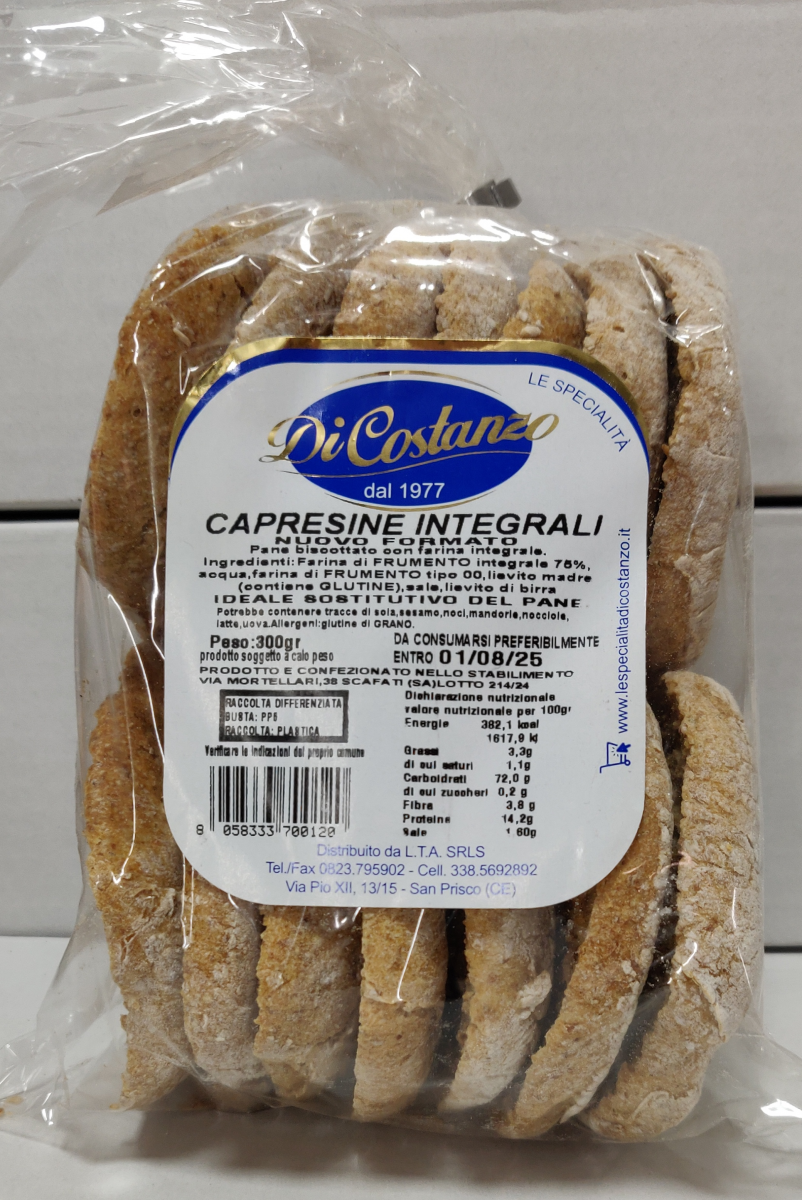 LE SPECIALITÀ
Di Costanzo
dal 1977
CAPRESINE INTEGRALI
NUOVO FORMATO
Pane biscottato con farina integrale.
Ingredienti: Farina di FRUMENTO integrale 75%,
acqua,farina di FRUMENTO tipo 00,lievito madre
(contiene GLUTINE),sale,lievito di birra
IDEALE SOSTITUTIVO DEL PANE
Potrebbe contenere tracce di soia,sesamo,noci,mandorle,nocciole,
latte,uova.Allergeni:glutine di GRANO.
Peso:300gr
prodotto soggetto a calo peso
DA CONSUMARSI PREFERIBILMENTE
ENTRO 01/08/25
PRODOTTO E CONFEZIONATO NELLO STABILIMENTO
VIA MORTELLARI,38 SCAFATI (SA)LOTTO 214/24
RACCOLTA DIFFERENZIATA
BUSTA: PP5
RACCOLTA: PLASTICA
Verificare le indicazioni del proprio comune
Dichiarazione nutrizionale
valore nutrizionale per 100gr
Energie 382,1 kcal
1617,9 kj
Grassi 3,3g
di cui saturi 1,1g
Carboidrati 72,0 g
di cui zuccheri 0,2 g
Fibra 3,8 g
Proteine 14,2g
Sale 1 60g
8 058333 700120
Distribuito da L.T.A. SRLS
Tel./Fax 0823.795902 - Cell. 338.5692892
Via Pio XII, 13/15 - San Prisco (CE)
www.lespecialitadicostanzo.it